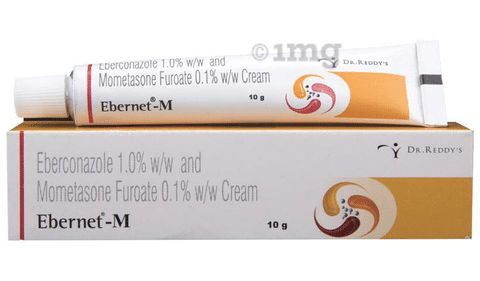 1mg
Eberconazole 1.0% w/w and
Mometasone Furoate 0.1% w/w Cream
Ebernet®-M
10 g
DR.REDDY'S
Eberconazole 1.0% w/w and
Mometasone Furoate 0.1% w/w Cream
Ebernet®-M
10 g
DR.REDDY'S